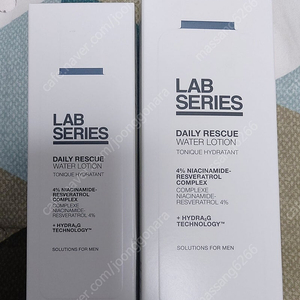 LAB
SERIES
DAILY RESCUE
WATER LOTION
TONIQUE HYDRATANT
4% NIACINAMIDE-
RESVERATROL
COMPLEX
COMPLEXE
NIACINAMIDE-
RESVERATROL 4%
+ HYDRA2G
TECHNOLOGY™
SOLUTIONS FOR MEN
LAB
SERIES
DAILY RESCUE
WATER LOTION
TONIQUE HYDRATANT
4% NIACINAMIDE-
RESVERATROL
COMPLEX
COMPLEXE
NIACINAMIDE-
RESVERATROL 4%
+ HYDRA2G
TECHNOLOGY™
SOLUTIONS FOR MEN